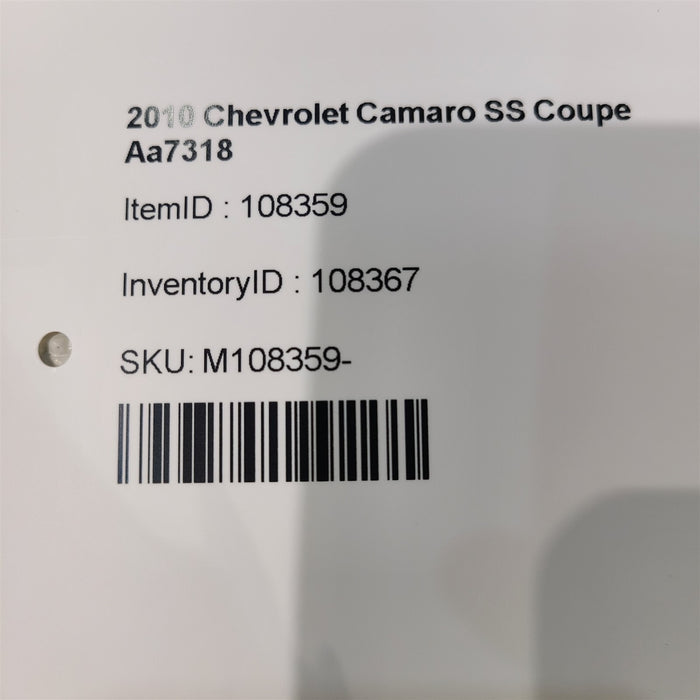 2010 Chevrolet Camaro SS Coupe
Aa7318
ItemID : 108359
InventoryID : 108367
SKU: M108359-